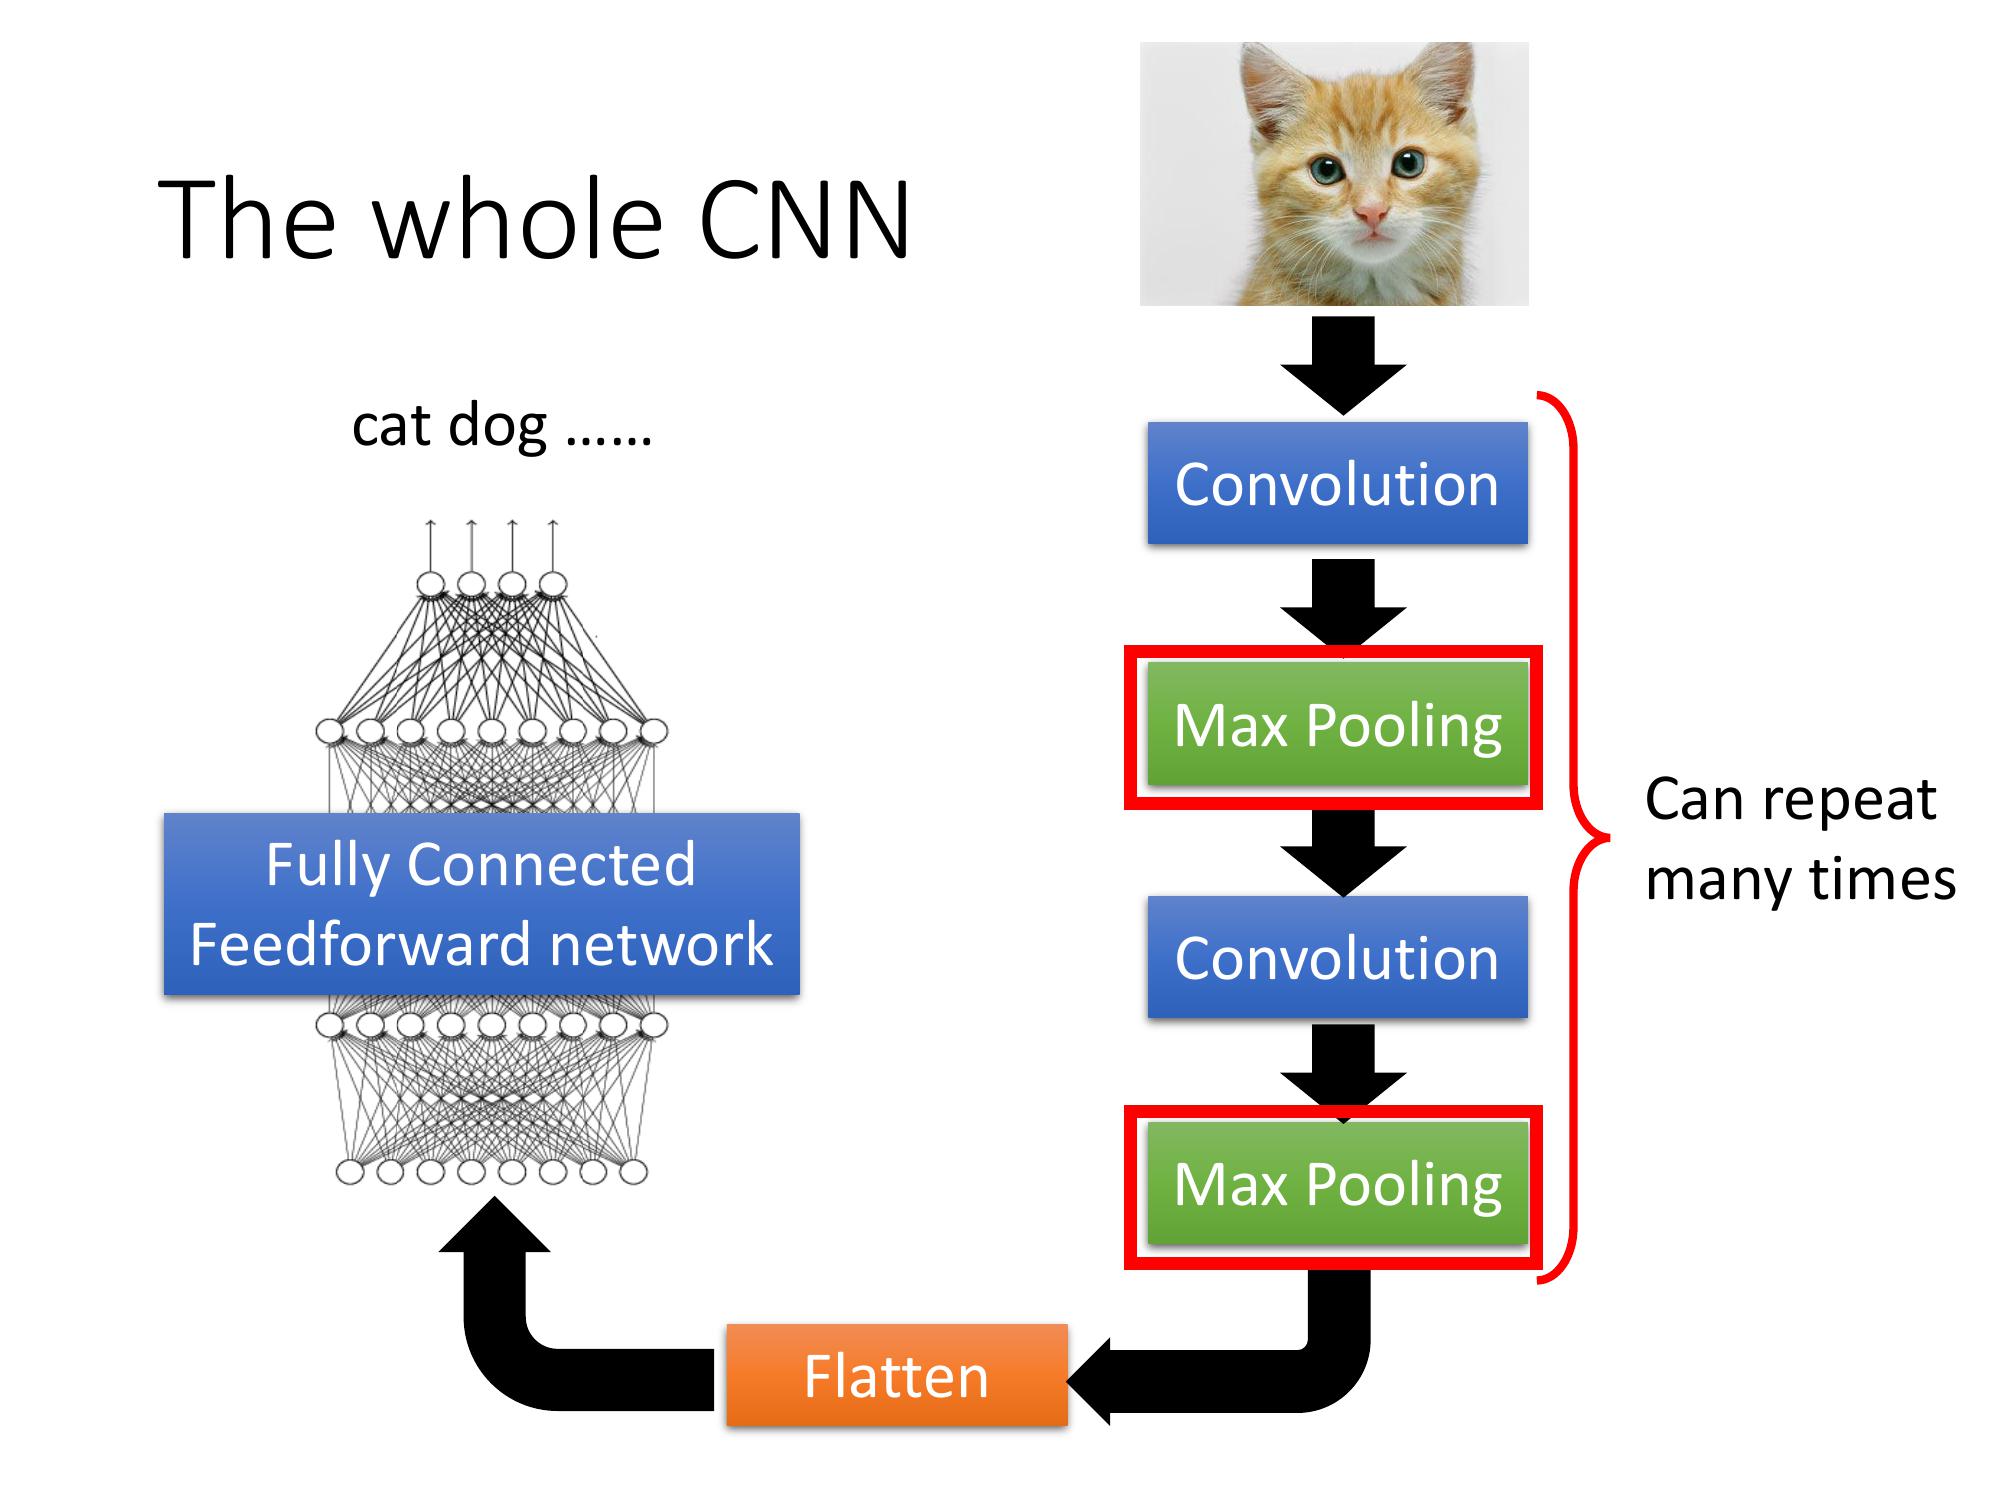 The whole CNN
cat dog ……
Fully Connected
Feedforward network
Convolution
Max Pooling
Convolution
Max Pooling
Can repeat
many times
Flatten